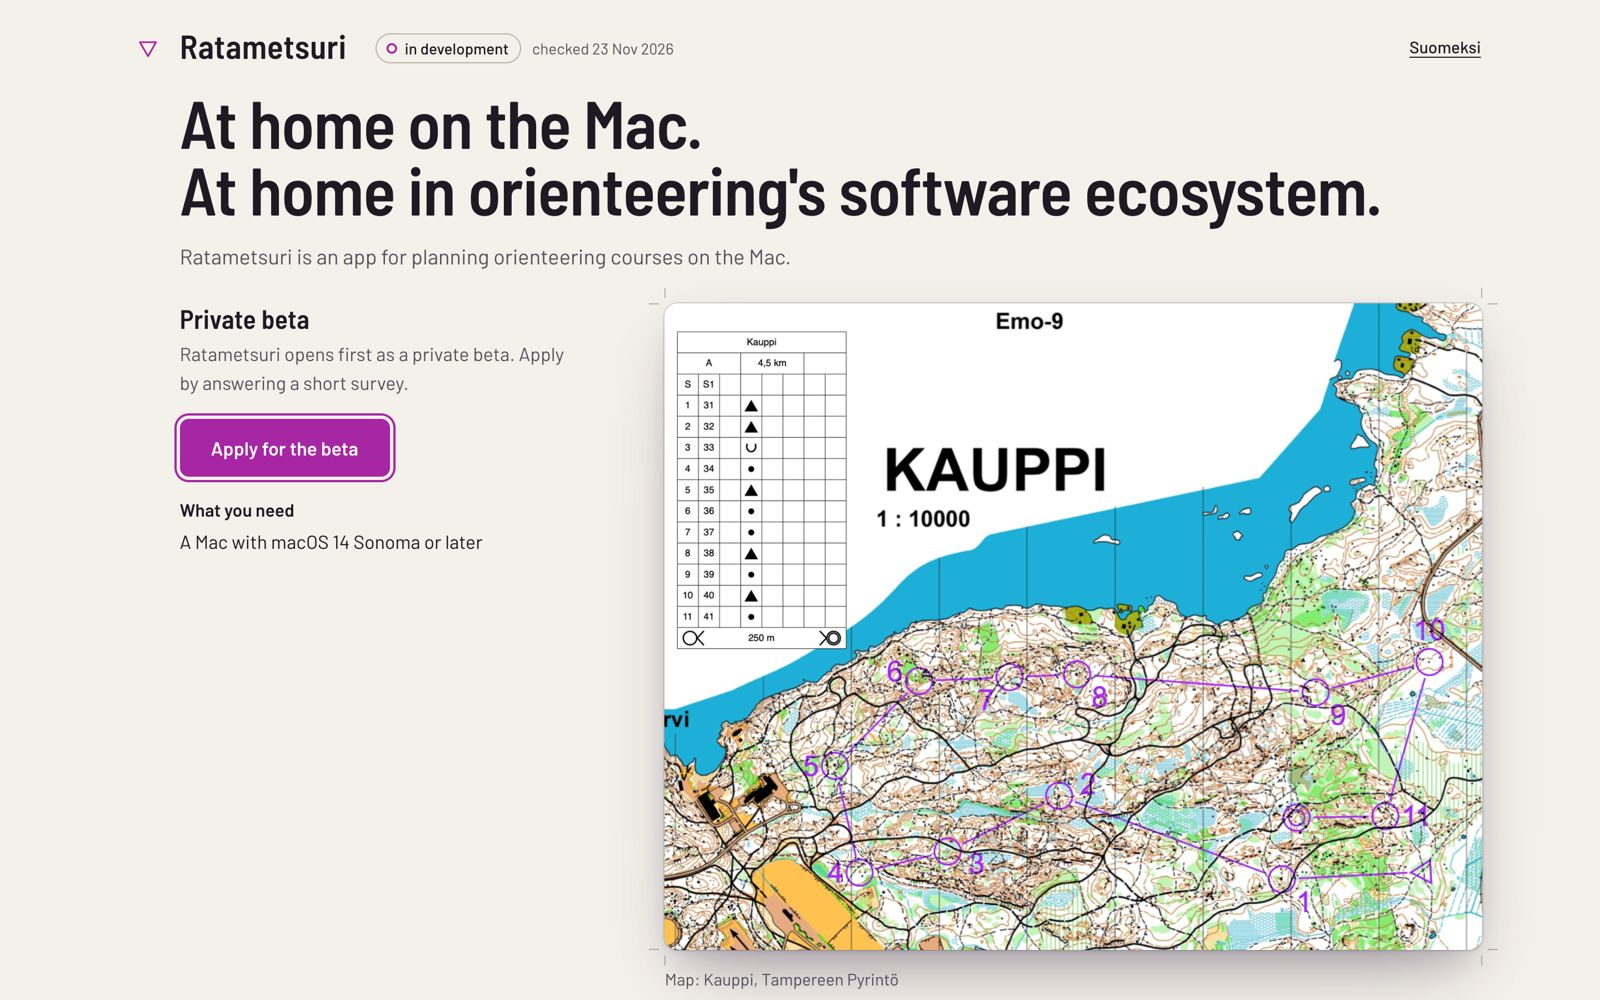 Ratametsuri
in development
checked 23 Nov 2026
Suomeksi
At home on the Mac.
At home in orienteering's software ecosystem.
Ratametsuri is an app for planning orienteering courses on the Mac.
Private beta
Ratametsuri opens first as a private beta. Apply
by answering a short survey.
Apply for the beta
What you need
A Mac with macOS 14 Sonoma or later
Emo-9
Kauppi
A 4,5 km
S S1
1 31
2 32
3 33
4 34
5 35
6 36
7 37
8 38
9 39
10 40
11 41
250 m
KAUPPI
1 : 10000
rvi
10
6
7
8
9
5
2
11
3
4
1
Map: Kauppi, Tampereen Pyrintö